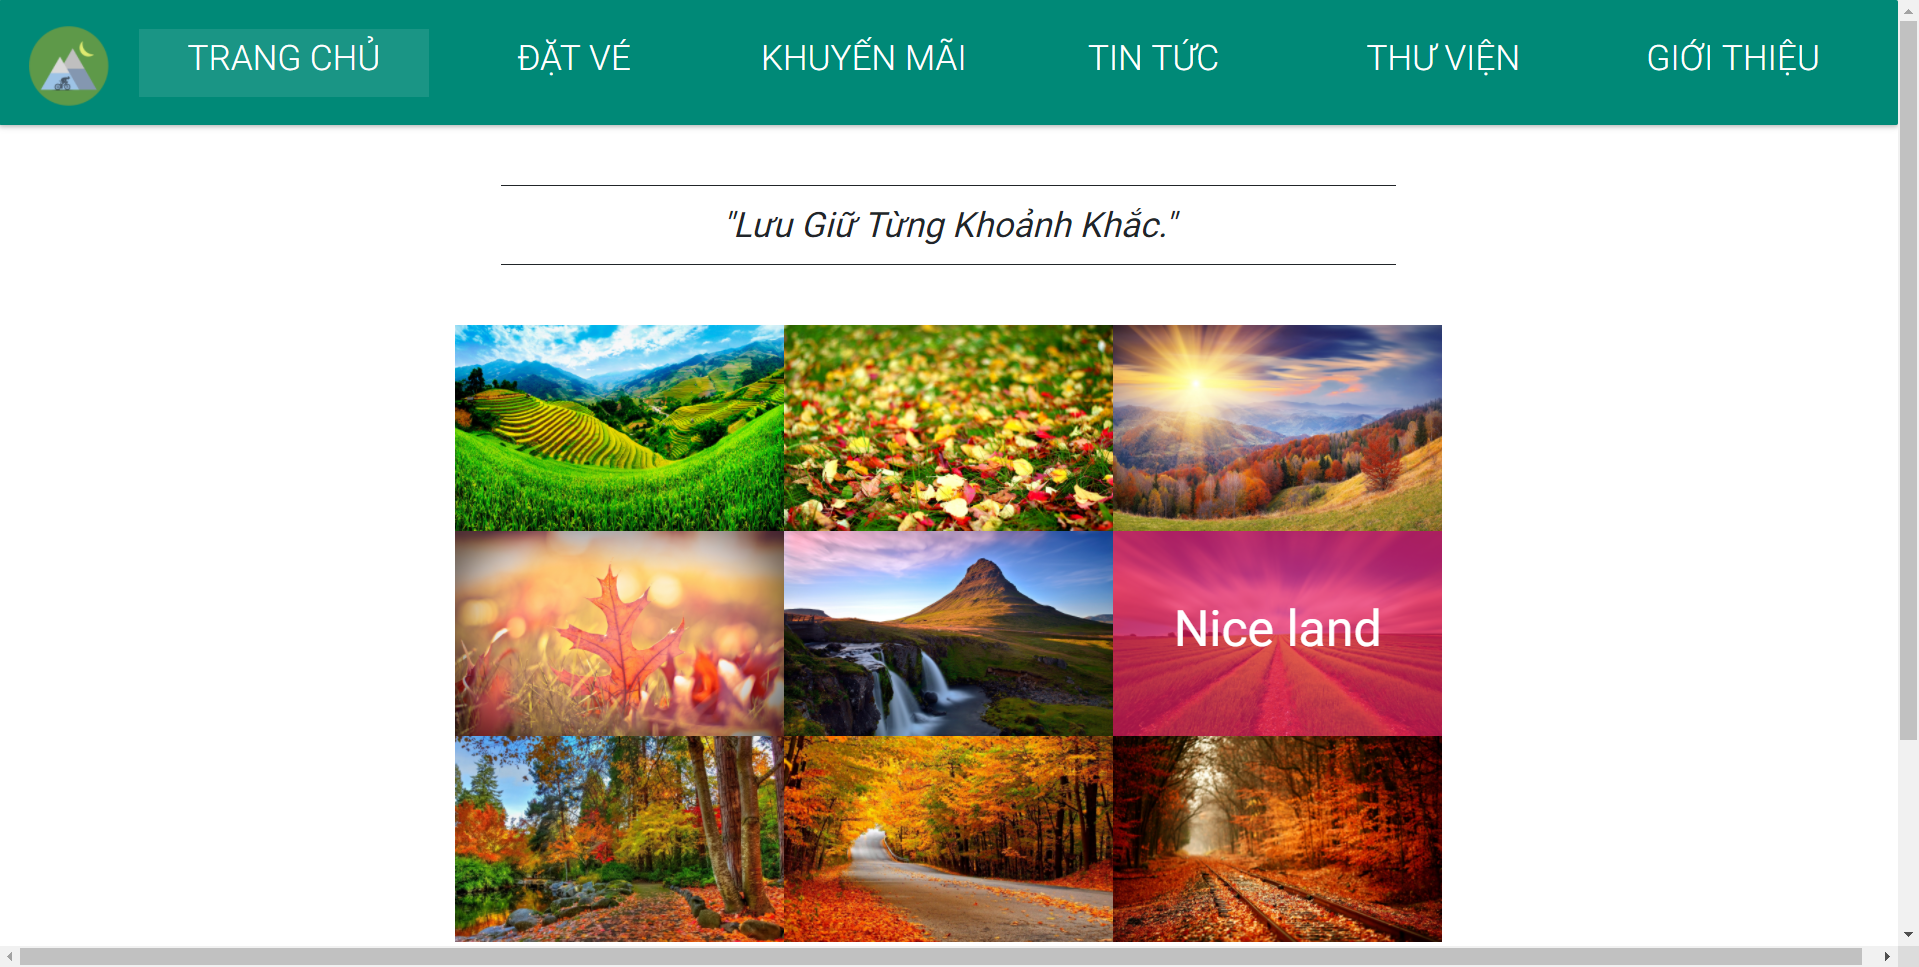 TRANG CHỦ ĐẶT VÉ KHUYẾN MÃI TIN TỨC THƯ VIỆN GIỚI THIỆU
"Lưu Giữ Từng Khoảnh Khắc."
Nice land